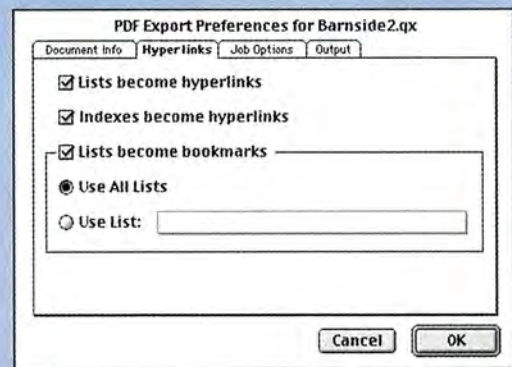 PDF Export Preferences for Barnside2.qx
Document Info Hyperlinks Job Options Output
Lists become hyperlinks
Indexes become hyperlinks
Lists become bookmarks
Use All Lists
Use List:
Cancel OK